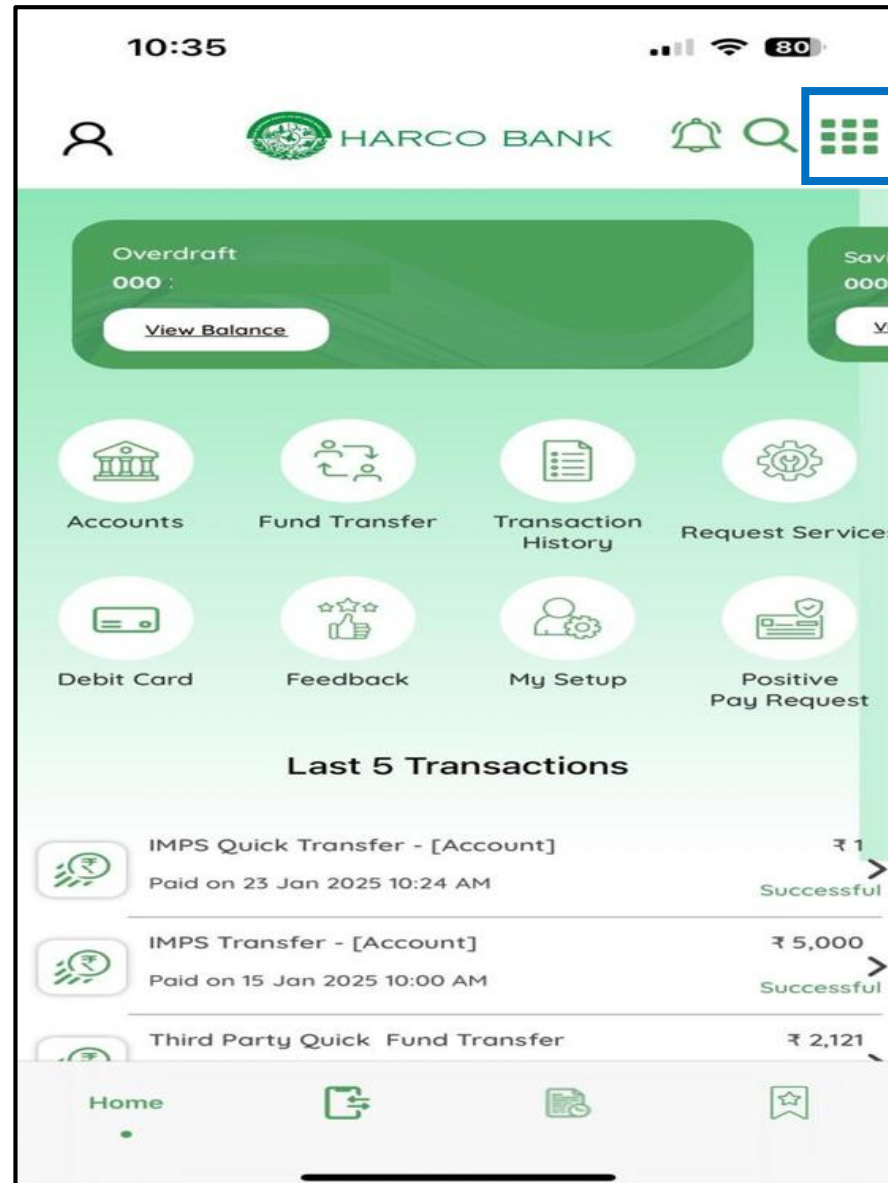 10:35
80
HARCO BANK
Overdraft
000 :
View Balance
Savi
000
Vi
Accounts
Fund Transfer
Transaction
History
Request Services
Debit Card
Feedback
My Setup
Positive
Pay Request
Last 5 Transactions
IMPS Quick Transfer - [Account]
₹ 1
Paid on 23 Jan 2025 10:24 AM
Successful
IMPS Transfer - [Account]
₹ 5,000
Paid on 15 Jan 2025 10:00 AM
Successful
Third Party Quick Fund Transfer
₹ 2,121
Home